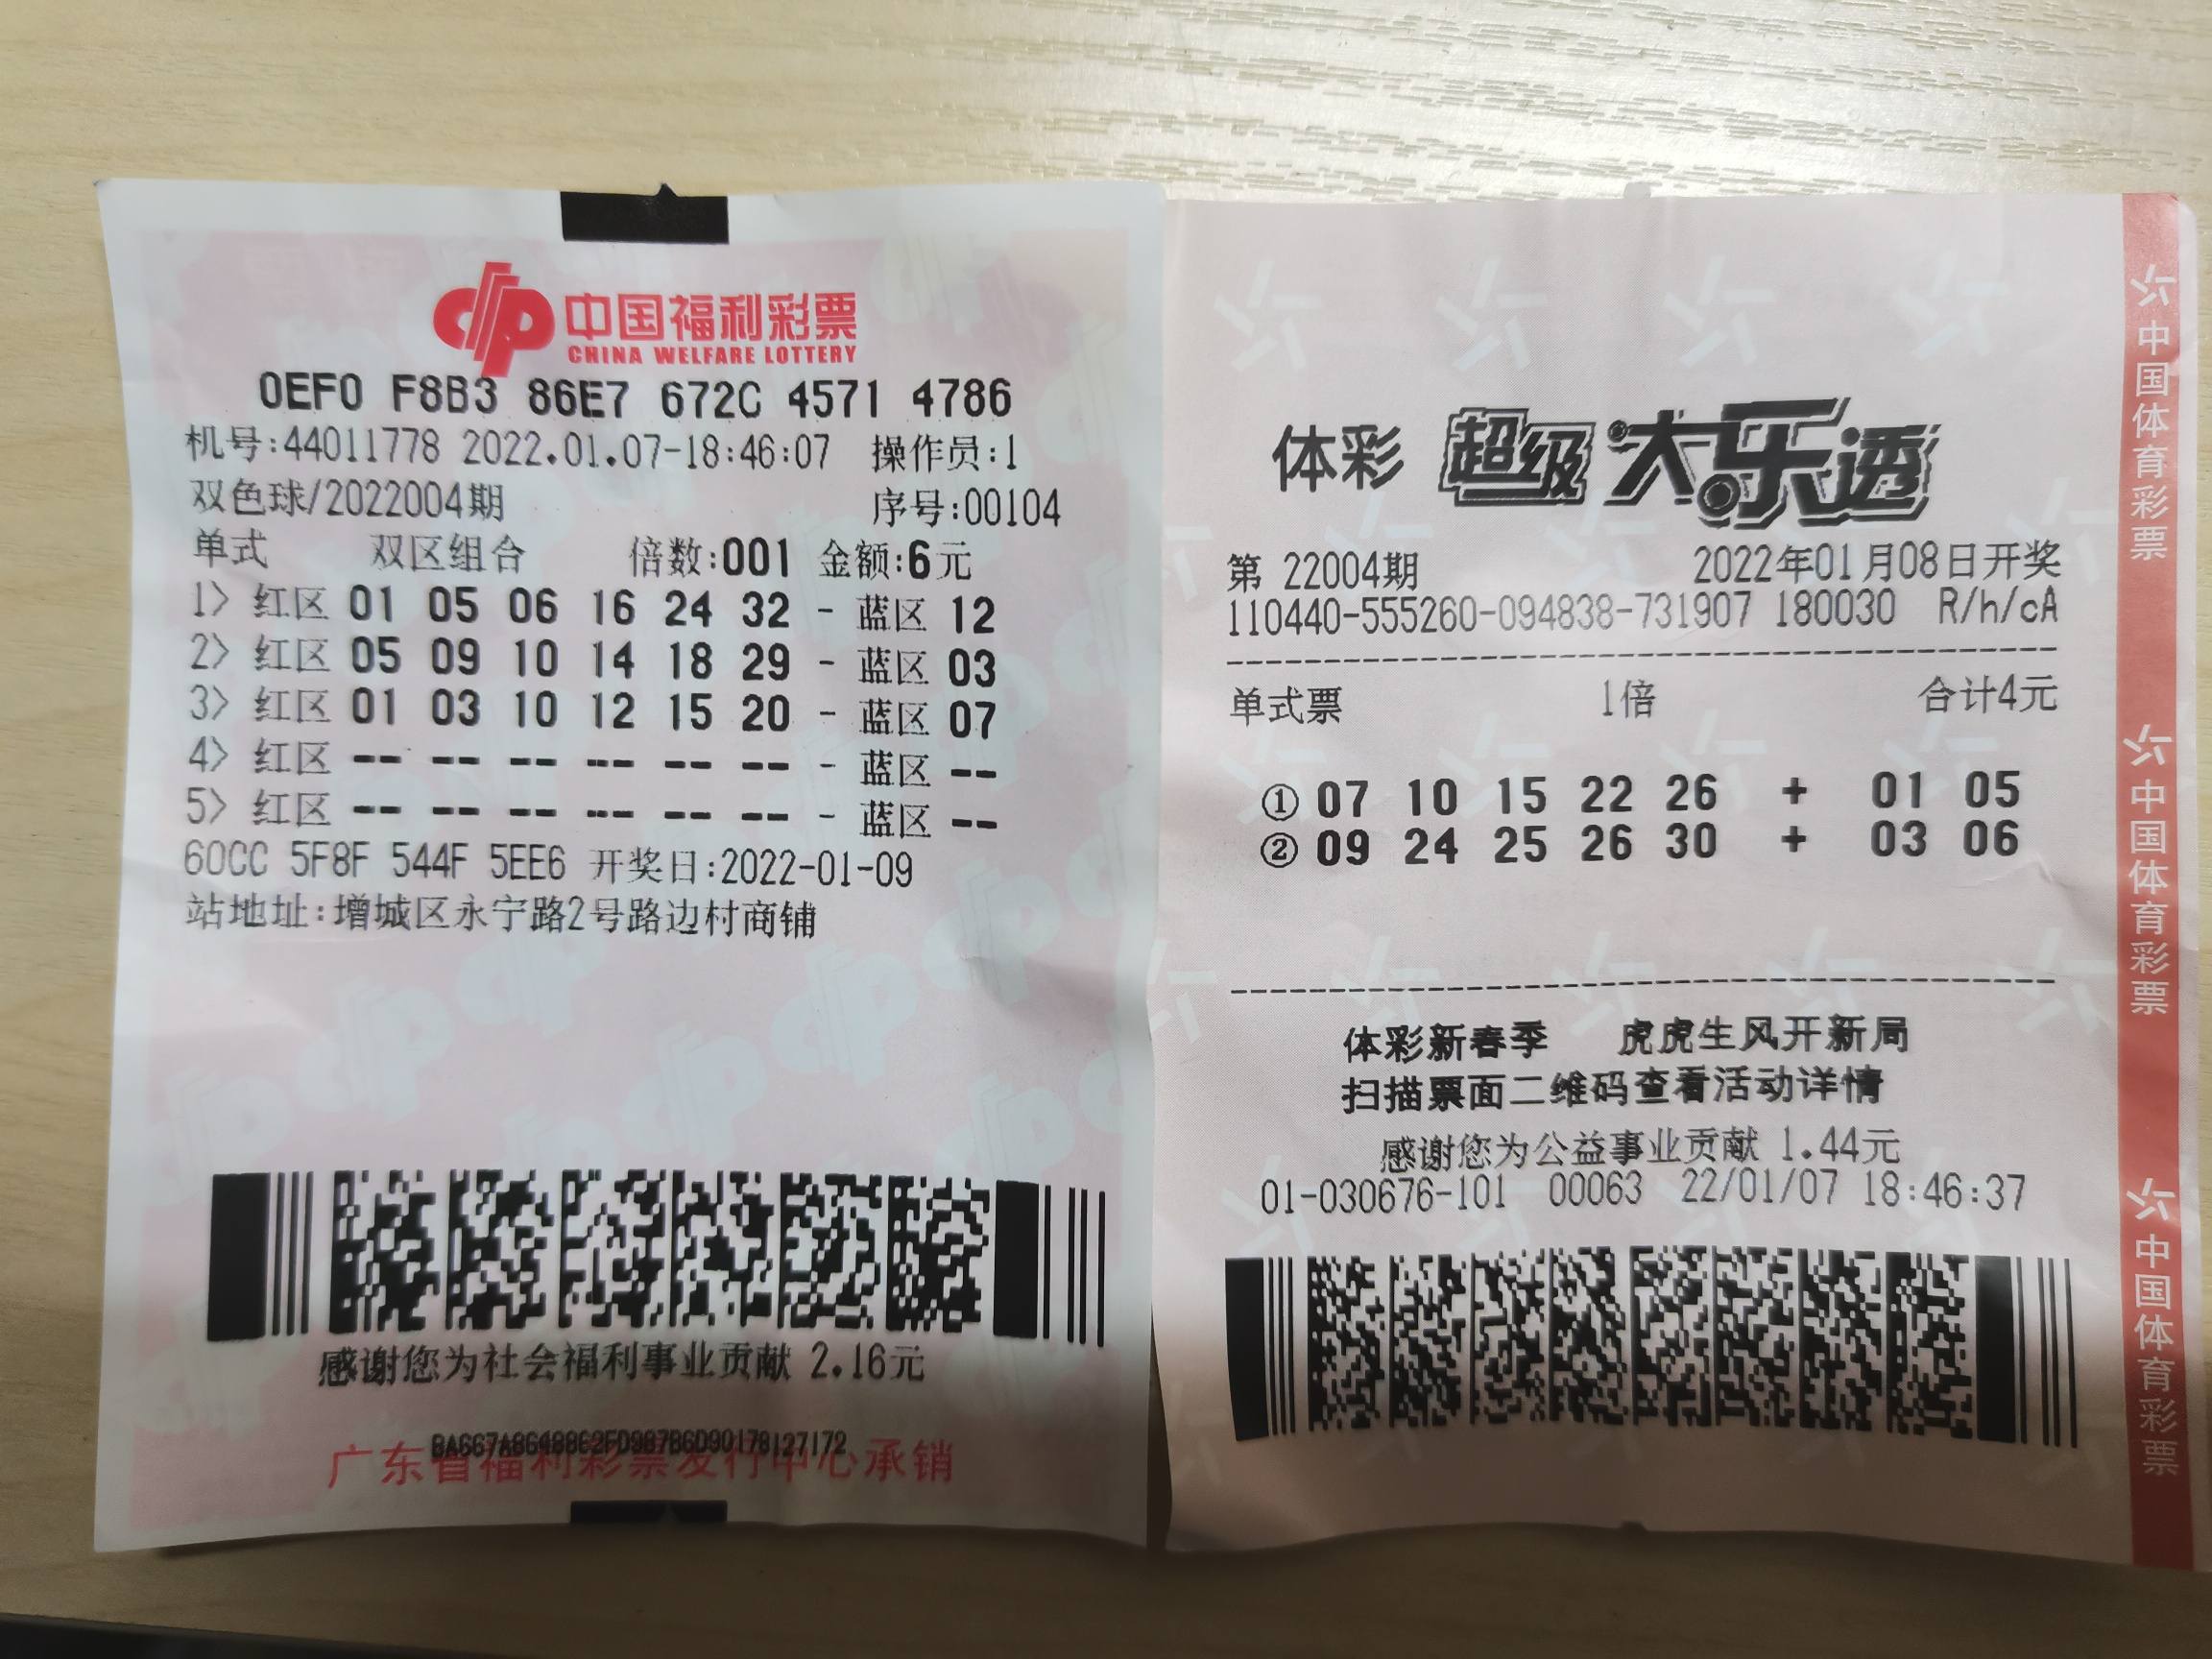 中国福利彩票
CHINA WELFARE LOTTERY
0EF0 F8B3 86E7 672C 4571 4786
机号:44011778 2022.01.07-18:46:07 操作员:1
双色球/2022004期 序号:00104
单式 双区组合 倍数:001 金额:6元
1> 红区 01 05 06 16 24 32 - 蓝区 12
2> 红区 05 09 10 14 18 29 - 蓝区 03
3> 红区 01 03 10 12 15 20 - 蓝区 07
4> 红区 -- -- -- -- -- -- - 蓝区 --
5> 红区 -- -- -- -- -- -- - 蓝区 --
60CC 5F8F 544F 5EE6 开奖日:2022-01-09
站地址:增城区永宁路2号路边村商铺
感谢您为社会福利事业贡献 2.16元
广东省福利彩票发行中心承销
体彩 超级大乐透
第 22004期 2022年01月08日开奖
110440-555260-094838-731907 180030 R/h/cA
单式票 1倍 合计4元
① 07 10 15 22 26 + 01 05
② 09 24 25 26 30 + 03 06
体彩新春季 虎虎生风开新局
扫描票面二维码查看活动详情
感谢您为公益事业贡献 1.44元
01-030676-101 00063 22/01/07 18:46:37
中国体育彩票
中国体育彩票
中国体育彩票